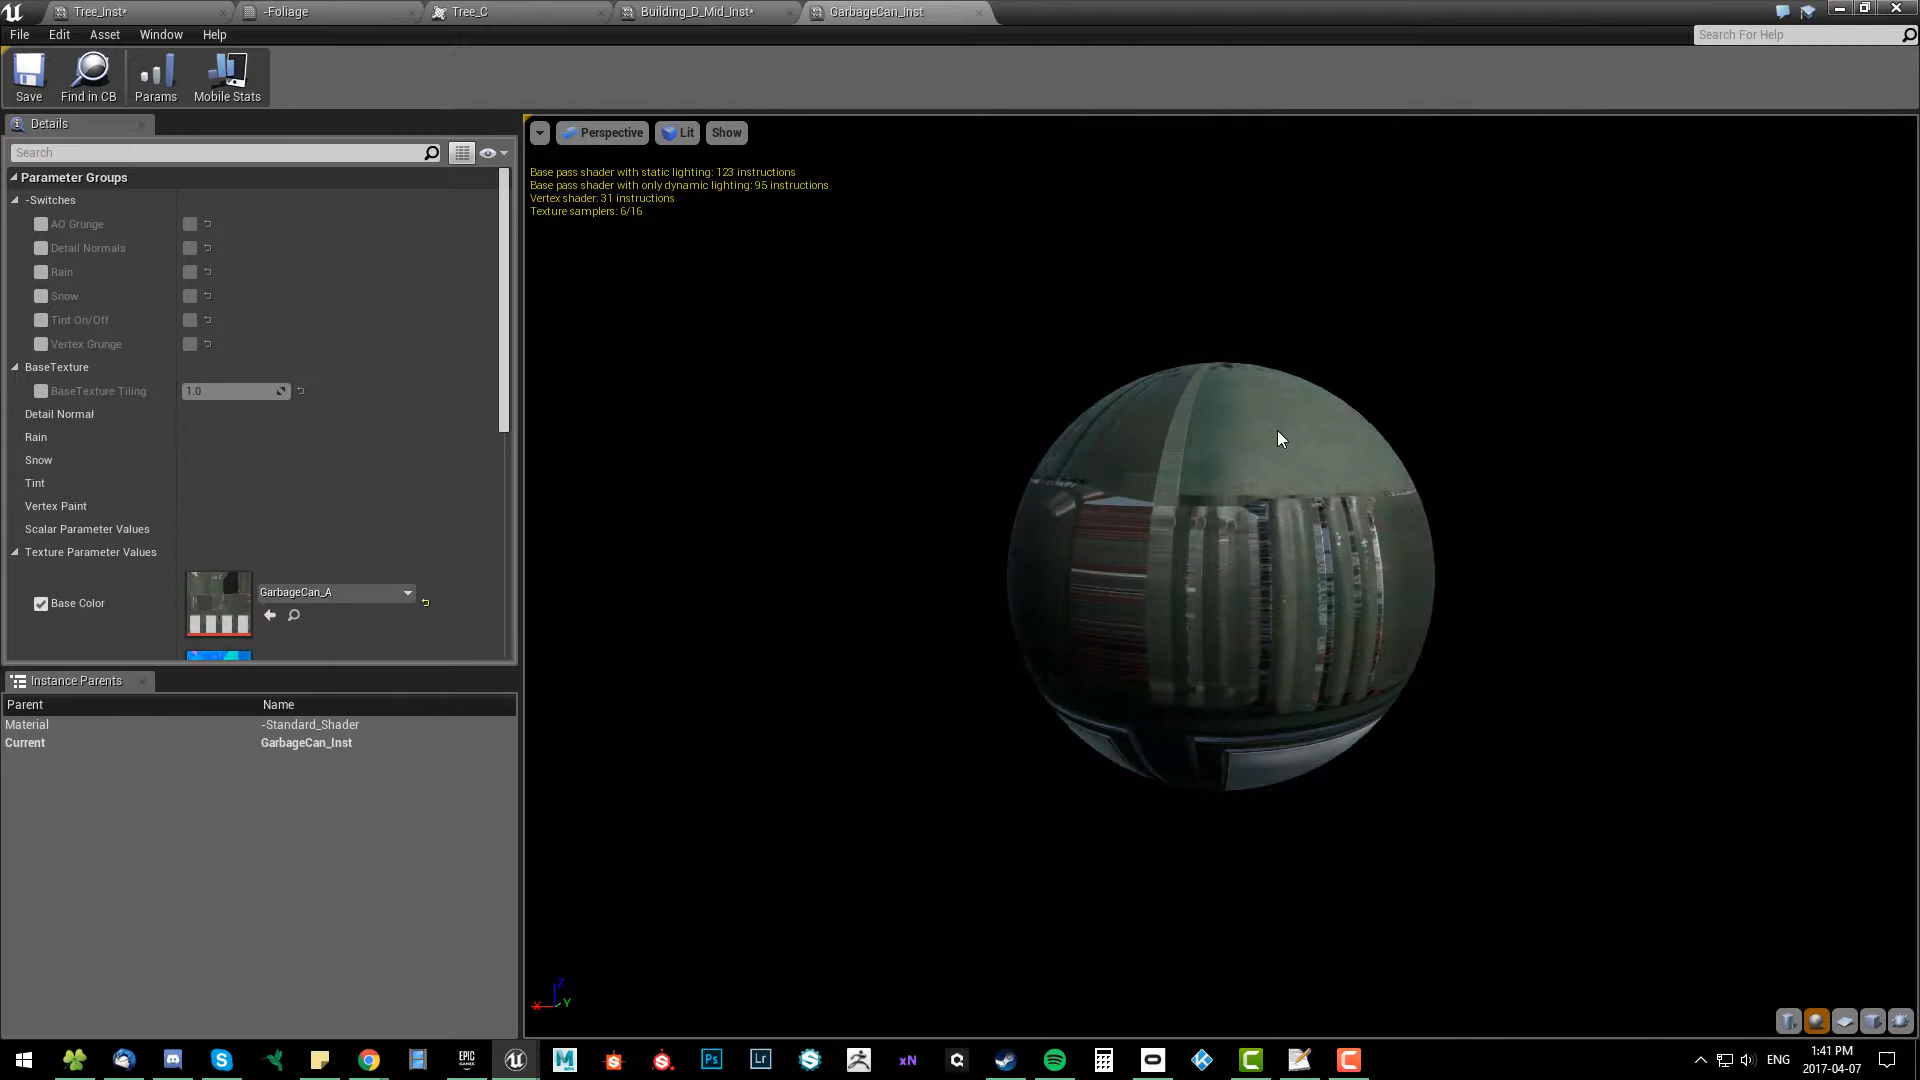 Tree_Inst*
-Foliage
Tree_C
Building_D_Mid_Inst*
GarbageCan_Inst
File Edit Asset Window Help
Search For Help
Save
Find in CB
Params
Mobile Stats
Details
Search
Parameter Groups
-Switches
AO Grunge
Detail Normals
Rain
Snow
Tint On/Off
Vertex Grunge
BaseTexture
BaseTexture Tiling 1.0
Detail Normal
Rain
Snow
Tint
Vertex Paint
Scalar Parameter Values
Texture Parameter Values
Base Color
GarbageCan_A
Instance Parents
Parent Name
Material -Standard_Shader
Current GarbageCan_Inst
Perspective Lit Show
Base pass shader with static lighting: 123 instructions
Base pass shader with only dynamic lighting: 95 instructions
Vertex shader: 31 instructions
Texture samplers: 6/16
Z
X
Y
EPIC
GAMES
Ps
Lr
xN
ENG
1:41 PM
2017-04-07